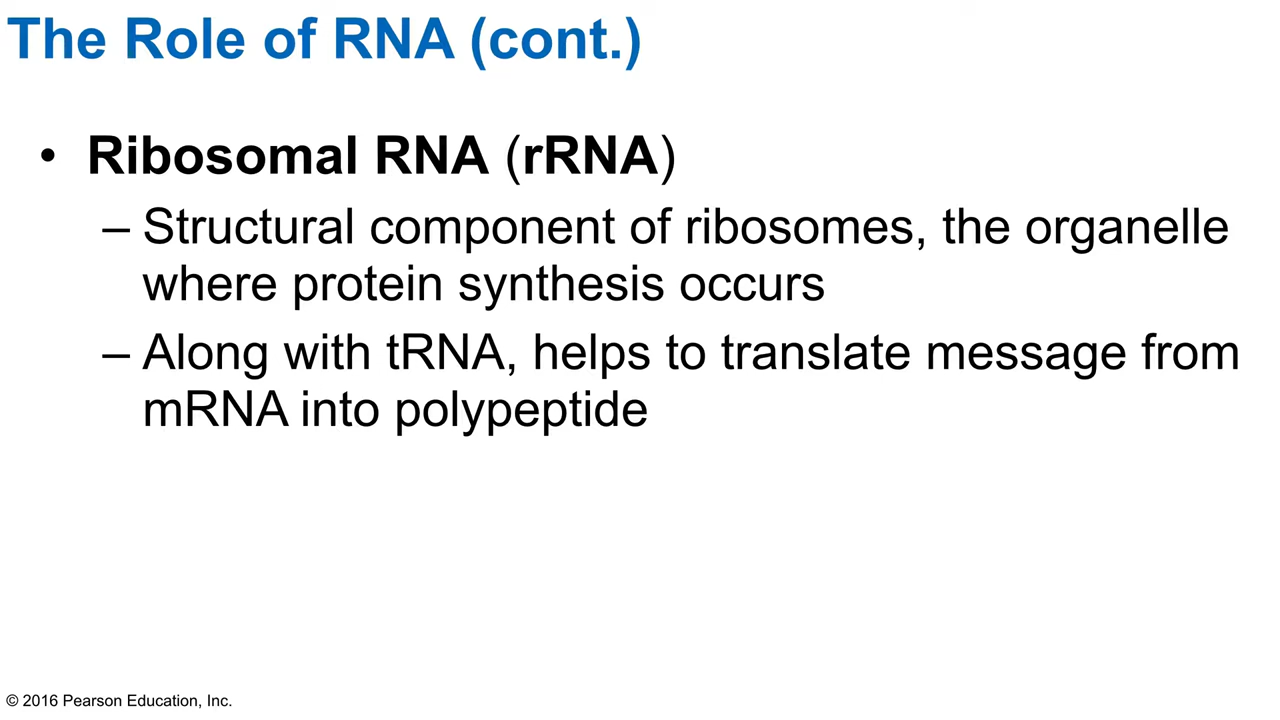 The Role of RNA (cont.)
• Ribosomal RNA (rRNA)
– Structural component of ribosomes, the organelle
where protein synthesis occurs
– Along with tRNA, helps to translate message from
mRNA into polypeptide
© 2016 Pearson Education, Inc.